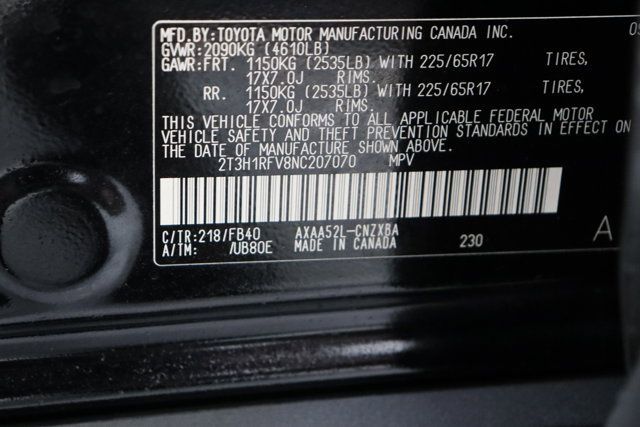 MFD.BY:TOYOTA MOTOR MANUFACTURING CANADA INC.
GVWR:2090KG (4610LB)
GAWR:FRT. 1150KG (2535LB) WITH 225/65R17 TIRES,
17X7.0J RIMS.
RR. 1150KG (2535LB) WITH 225/65R17 TIRES,
17X7.0J RIMS.
THIS VEHICLE CONFORMS TO ALL APPLICABLE FEDERAL MOTOR
VEHICLE SAFETY AND THEFT PREVENTION STANDARDS IN EFFECT ON
THE DATE OF MANUFACTURE SHOWN ABOVE.
2T3H1RFV8NC207070 MPV
C/TR:218/FB40 AXAA52L-CNZXBA
A/TM: /UB80E MADE IN CANADA 230 A